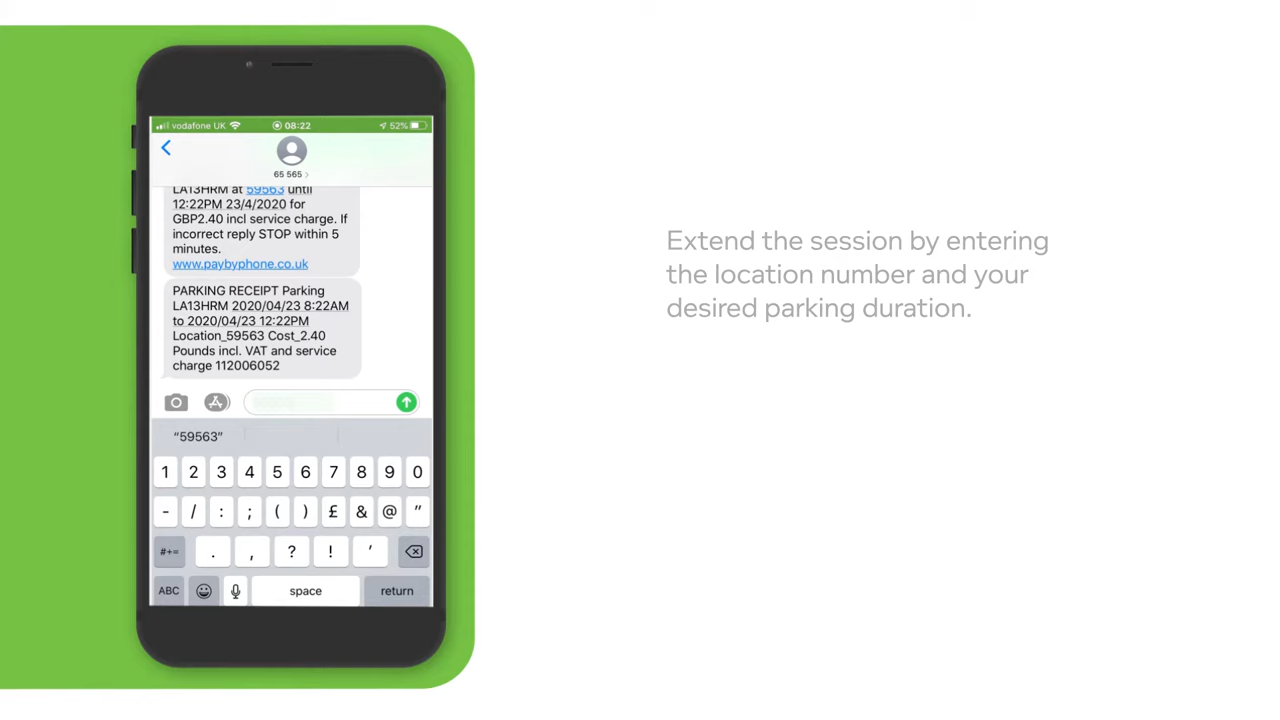 vodafone UK
08:22
52%
65 565 >
LA13HRM at 59563 until
12:22PM 23/4/2020 for
GBP2.40 incl service charge. If
incorrect reply STOP within 5
minutes.
www.paybyphone.co.uk
PARKING RECEIPT Parking
LA13HRM 2020/04/23 8:22AM
to 2020/04/23 12:22PM
Location_59563 Cost_2.40
Pounds incl. VAT and service
charge 112006052
“59563”
1 2 3 4 5 6 7 8 9 0
- / : ; ( ) £ & @ ”
#+= . , ? ! ’
ABC space return
Extend the session by entering
the location number and your
desired parking duration.